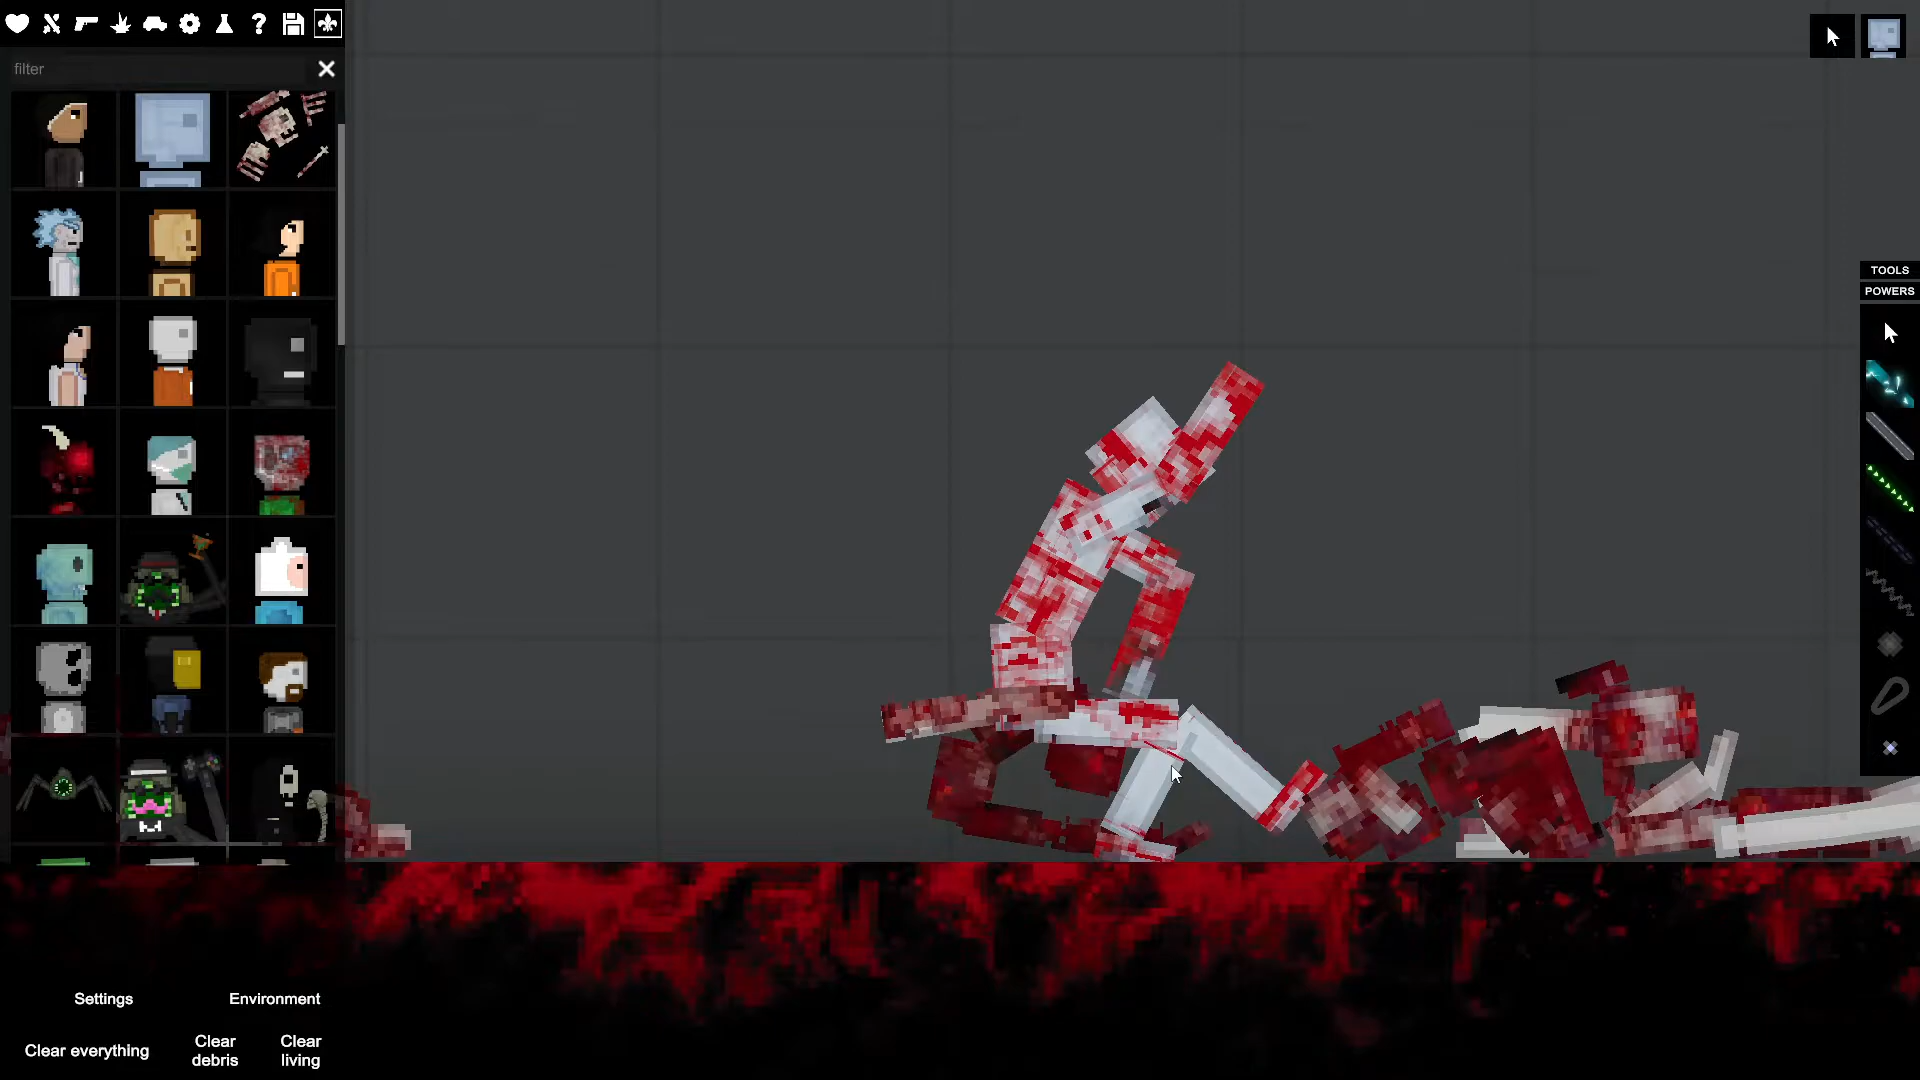 filter
TOOLS
POWERS
Settings
Environment
Clear everything
Clear
debris
Clear
living